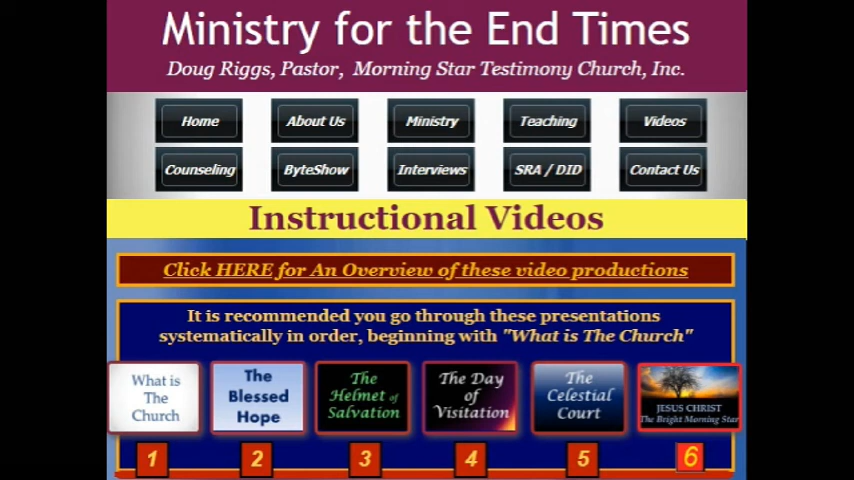 Ministry for the End Times
Doug Riggs, Pastor, Morning Star Testimony Church, Inc.
Home About Us Ministry Teaching Videos
Counseling ByteShow Interviews SRA / DID Contact Us
Instructional Videos
Click HERE for An Overview of these video productions
It is recommended you go through these presentations
systematically in order, beginning with "What is The Church"
What is
The
Church
The
Blessed
Hope
The
Helmet of
Salvation
The Day
of
Visitation
The
Celestial
Court
JESUS CHRIST
The Bright Morning Star
1 2 3 4 5 6